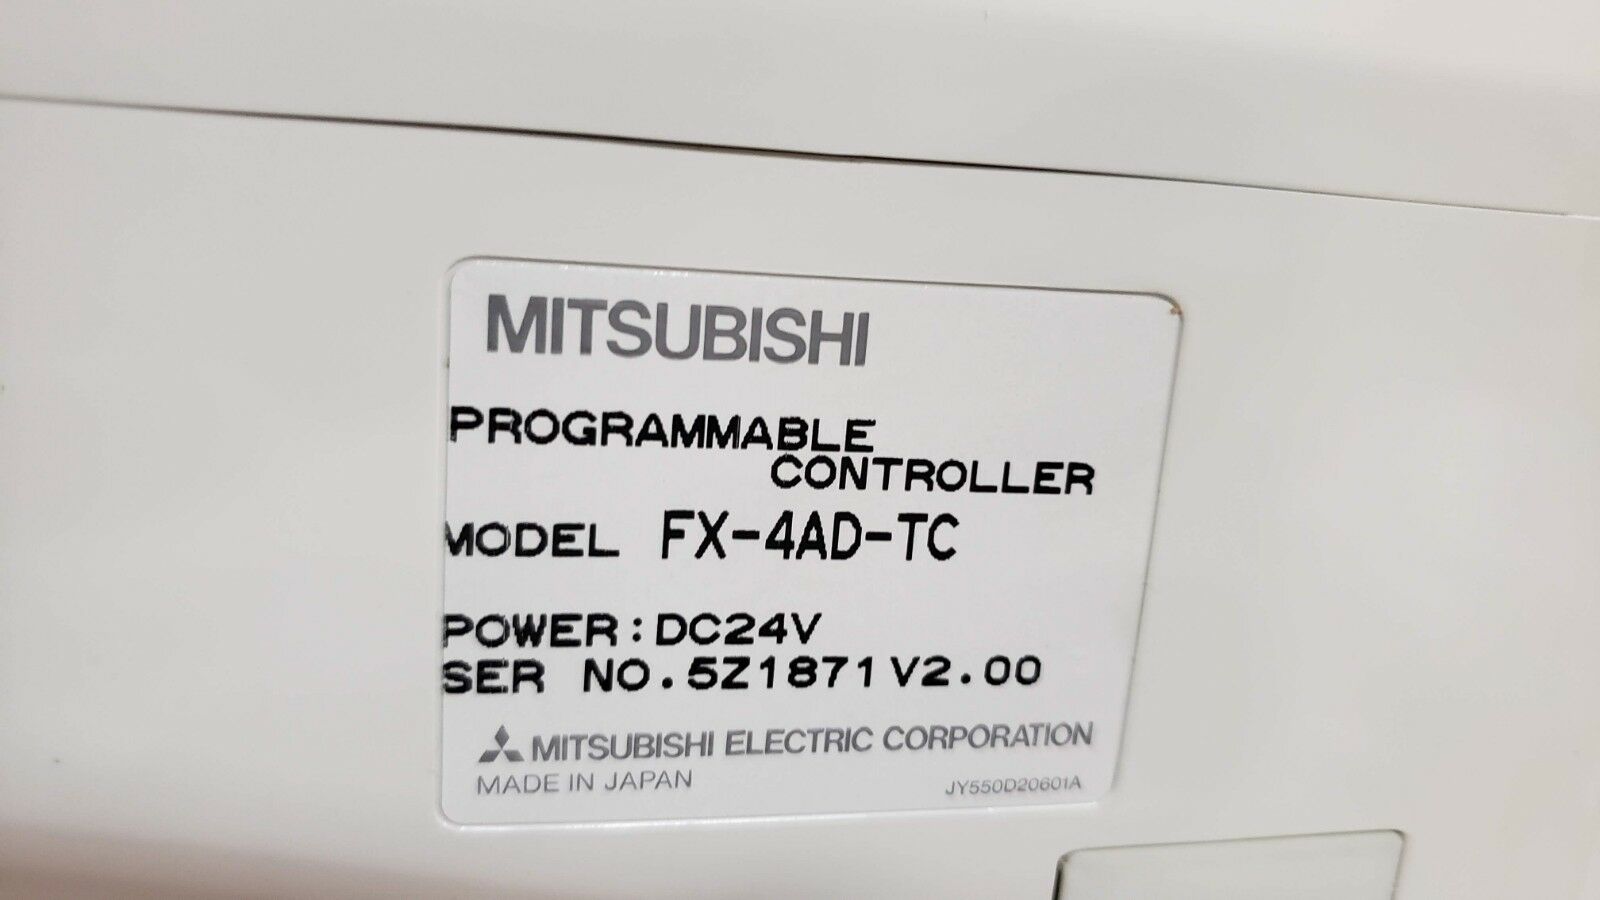 MITSUBISHI
PROGRAMMABLE
CONTROLLER
MODEL FX-4AD-TC
POWER:DC24V
SER NO.5Z1871 V2.00
MITSUBISHI ELECTRIC CORPORATION
MADE IN JAPAN JY550D20601A